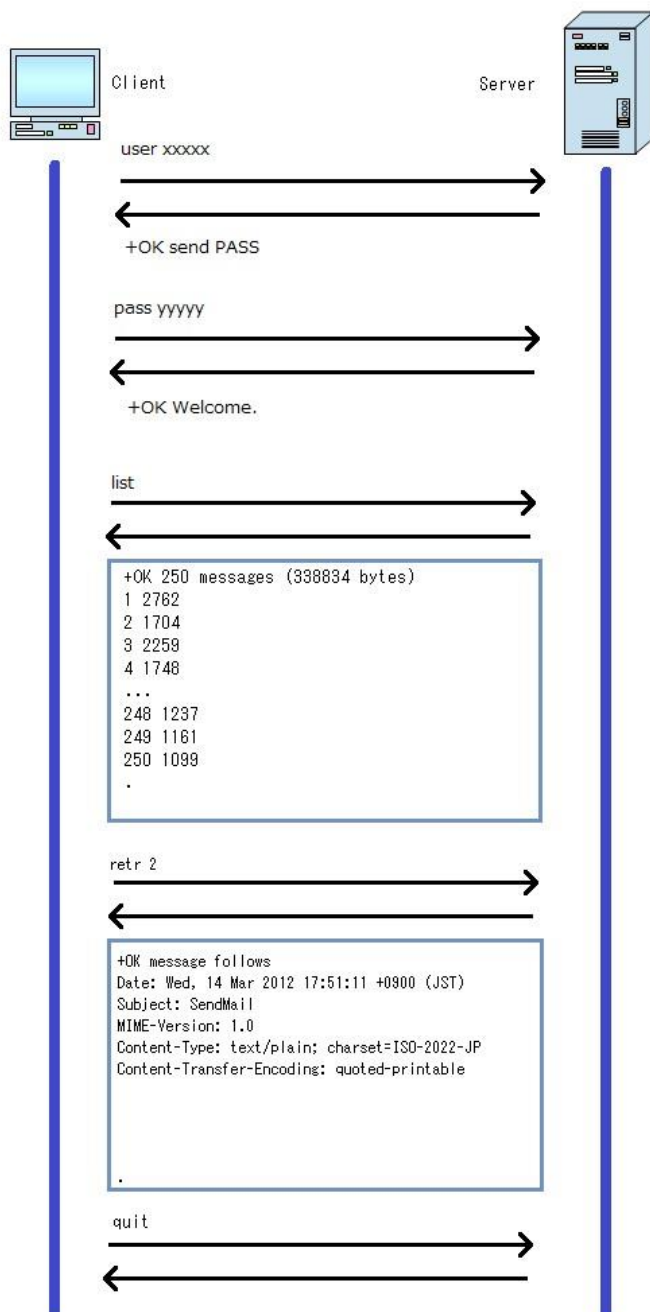 Client
Server
user xxxxx
+OK send PASS
pass yyyyy
+OK Welcome.
list
+OK 250 messages (338834 bytes)
1 2762
2 1704
3 2259
4 1748
...
248 1237
249 1161
250 1099
.
retr 2
+OK message follows
Date: Wed, 14 Mar 2012 17:51:11 +0900 (JST)
Subject: SendMail
MIME-Version: 1.0
Content-Type: text/plain; charset=ISO-2022-JP
Content-Transfer-Encoding: quoted-printable
.
quit